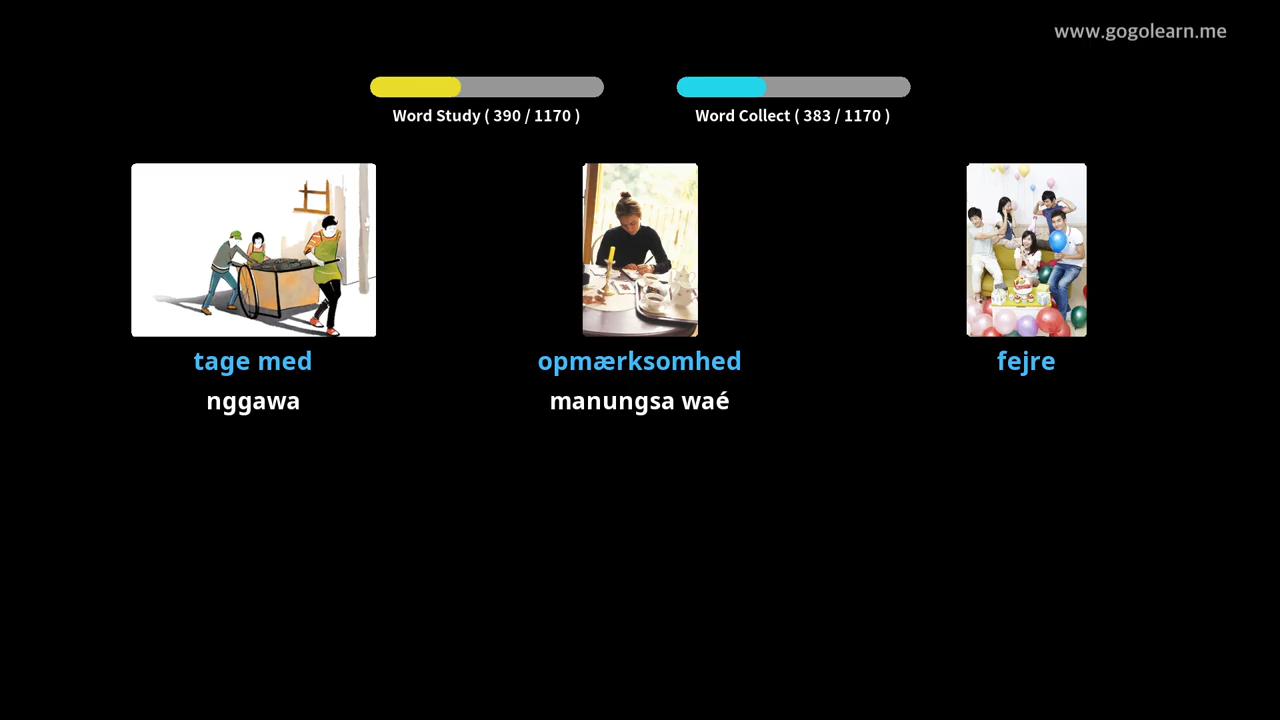 www.gogolearn.me
Word Study ( 390 / 1170 )
Word Collect ( 383 / 1170 )
tage med
nggawa
opmærksomhed
manungsa waé
fejre